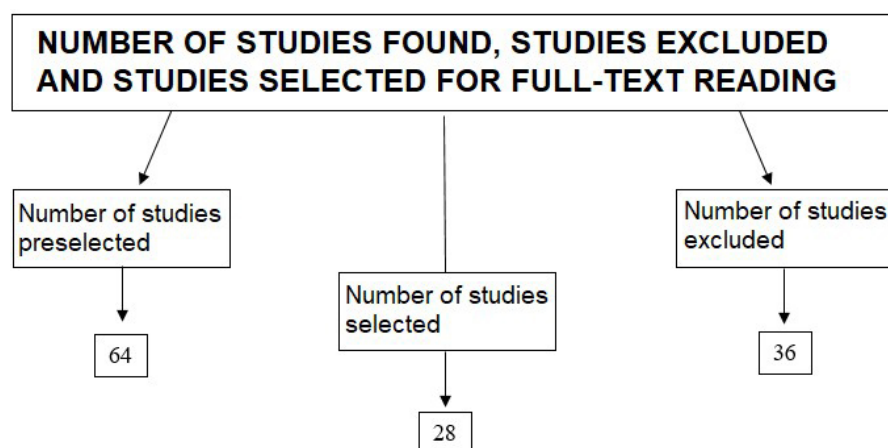 NUMBER OF STUDIES FOUND, STUDIES EXCLUDED
AND STUDIES SELECTED FOR FULL-TEXT READING
Number of studies
preselected
64
Number of studies
selected
28
Number of studies
excluded
36